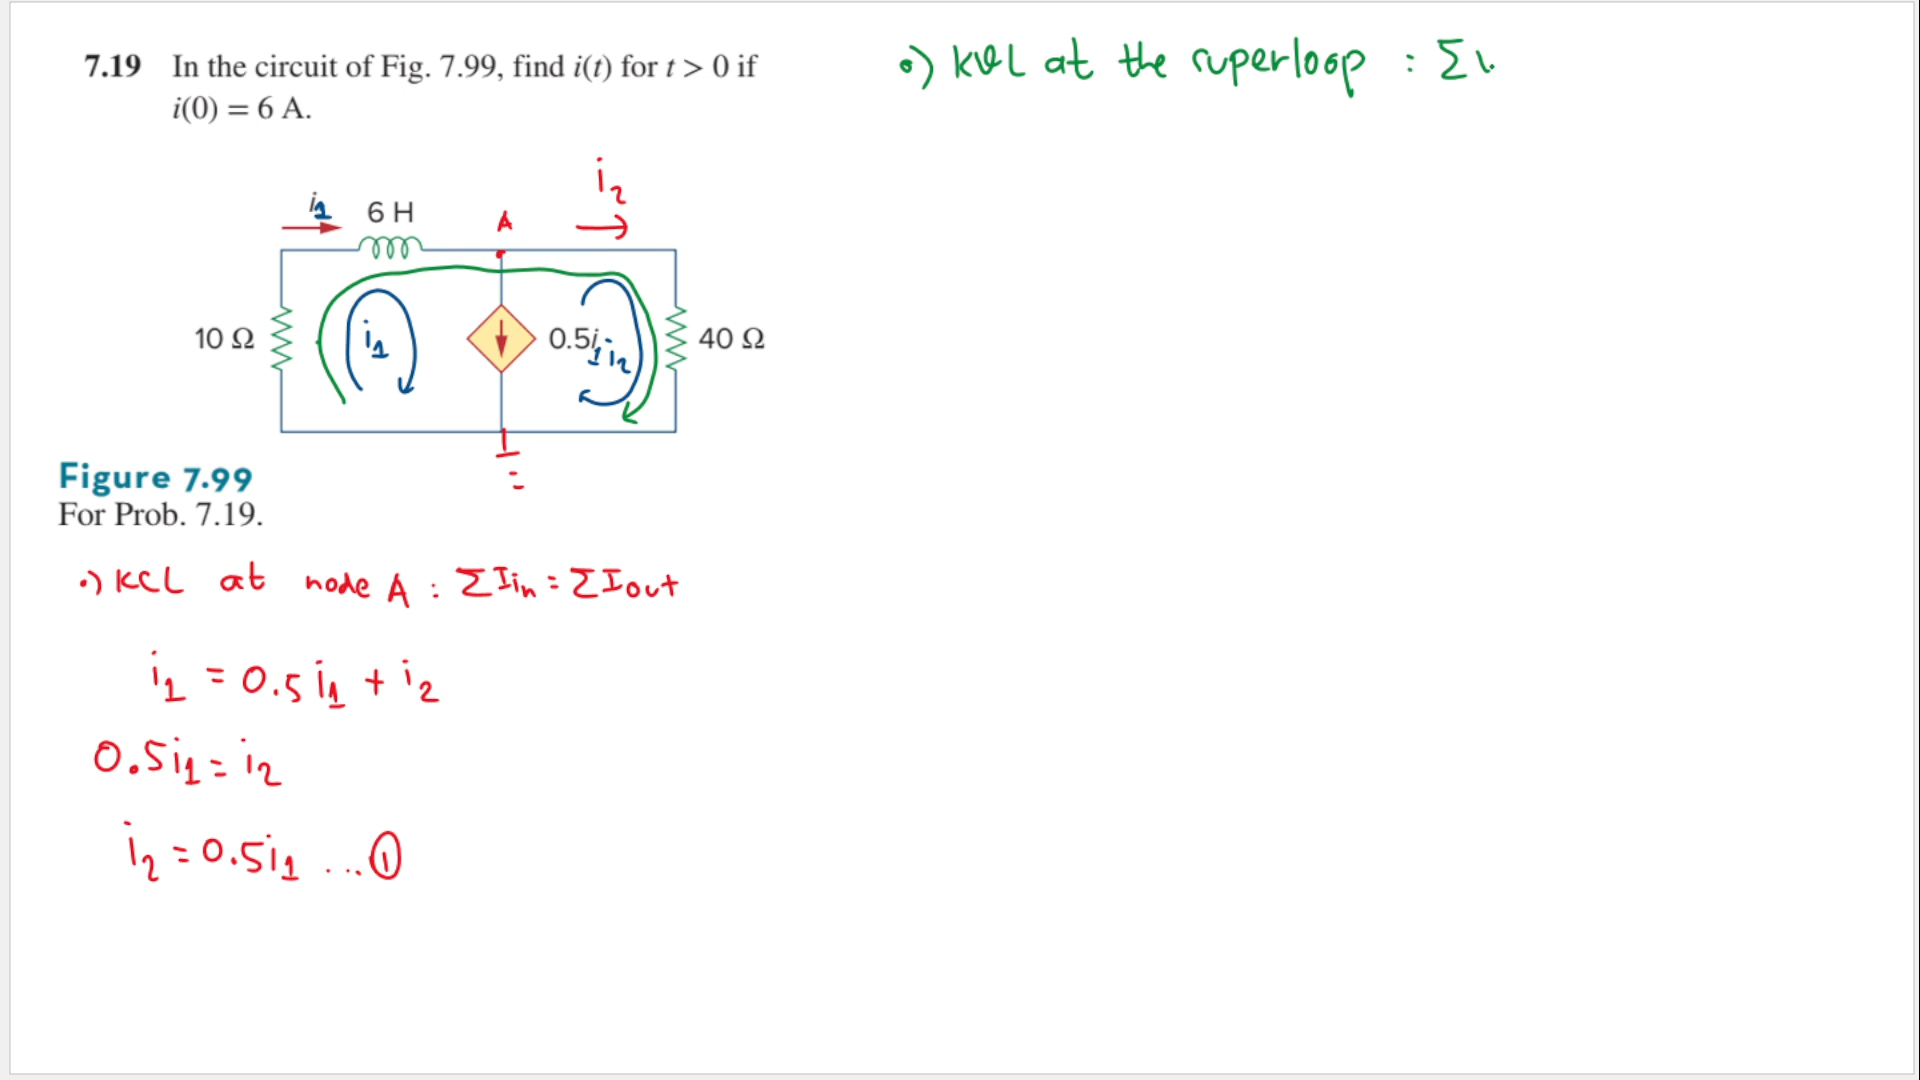 7.19 In the circuit of Fig. 7.99, find i(t) for t > 0 if
i(0) = 6 A.
•) KVL at the superloop : Σ
i2
i1 6 H A
10 Ω i1 0.5i1 i2 40 Ω
Figure 7.99
For Prob. 7.19.
•) KCL at node A : ΣIin = ΣIout
i1 = 0.5 i1 + i2
0.5i1 = i2
i2 = 0.5i1 ...①